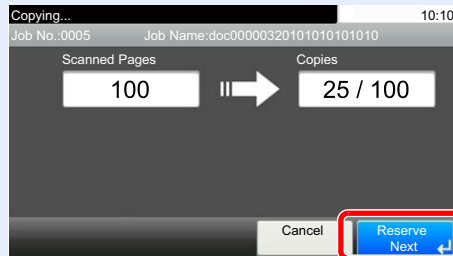 Copying...
10:10
Job No.:0005
Job Name:doc00000320101010101010
Scanned Pages
Copies
100
25 / 100
Cancel
Reserve
Next